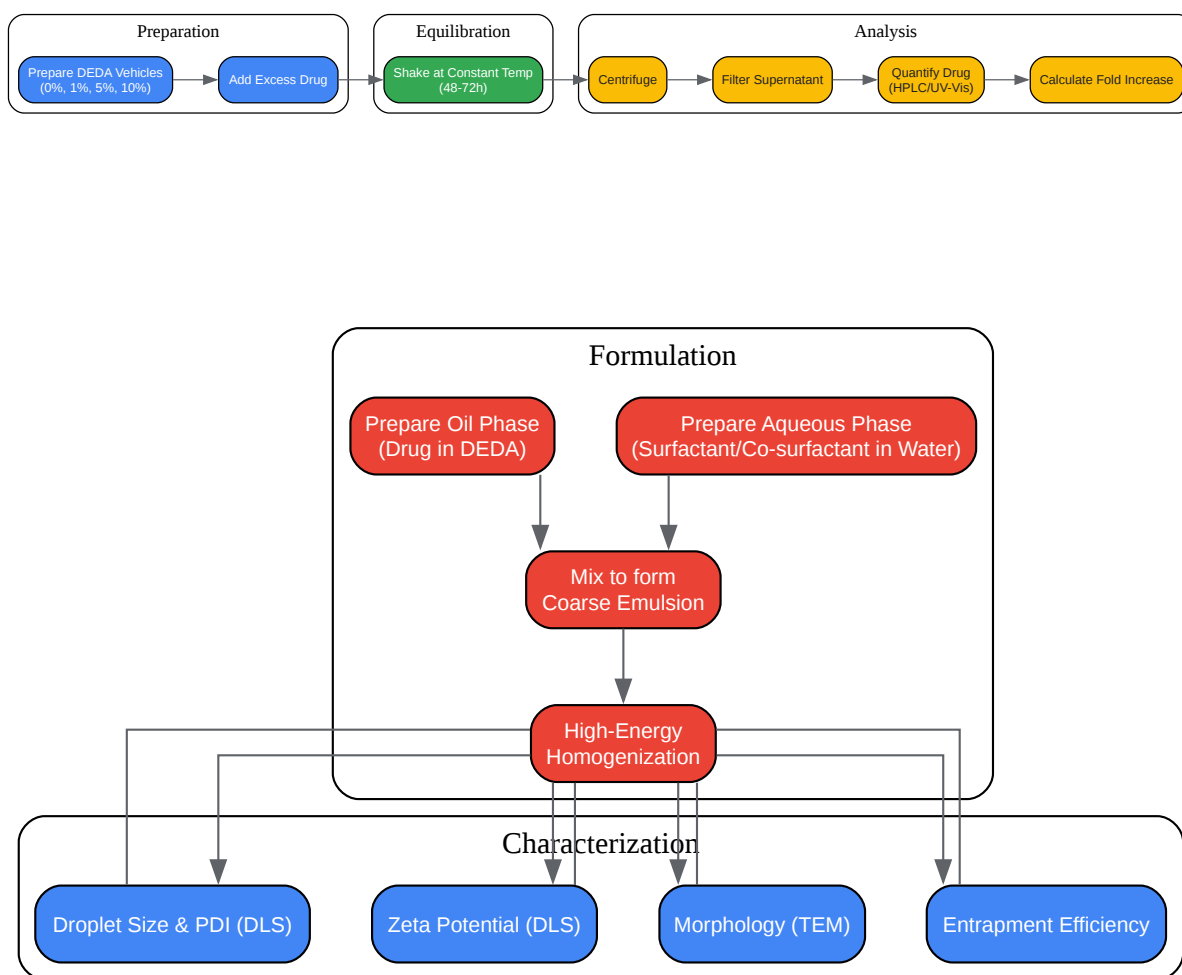 Preparation
Equilibration
Analysis
Prepare DEDA Vehicles
(0%, 1%, 5%, 10%)
Add Excess Drug
Shake at Constant Temp
(48-72h)
Centrifuge
Filter Supernatant
Quantify Drug
(HPLC/UV-Vis)
Calculate Fold Increase
Formulation
Prepare Oil Phase
(Drug in DEDA)
Prepare Aqueous Phase
(Surfactant/Co-surfactant in Water)
Mix to form
Coarse Emulsion
High-Energy
Homogenization
Characterization
Droplet Size & PDI (DLS)
Zeta Potential (DLS)
Morphology (TEM)
Entrapment Efficiency